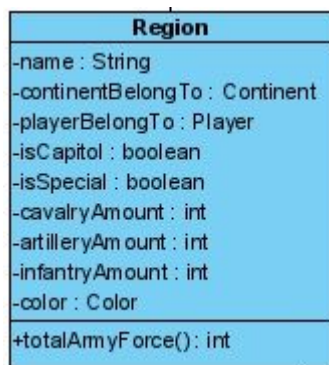 Region
-name : String
-continentBelongTo : Continent
-playerBelongTo : Player
-isCapitol : boolean
-isSpecial : boolean
-cavalryAmount : int
-artilleryAmount : int
-infantryAmount : int
-color : Color
+totalArmyForce() : int